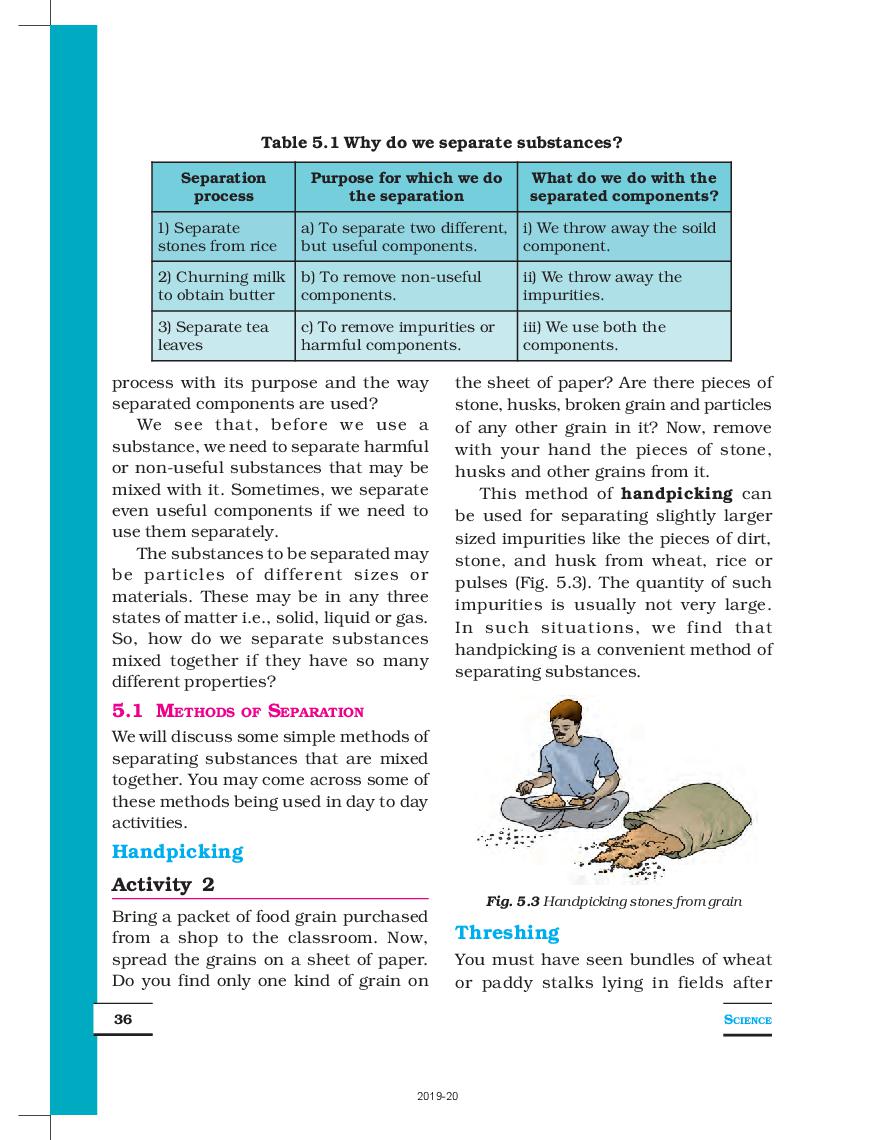 Table 5.1 Why do we separate substances?
Separation
process
Purpose for which we do
the separation
What do we do with the
separated components?
1) Separate
stones from rice
a) To separate two different,
but useful components.
i) We throw away the soild
component.
2) Churning milk
to obtain butter
b) To remove non-useful
components.
ii) We throw away the
impurities.
3) Separate tea
leaves
c) To remove impurities or
harmful components.
iii) We use both the
components.
process with its purpose and the way
separated components are used?
We see that, before we use a
substance, we need to separate harmful
or non-useful substances that may be
mixed with it. Sometimes, we separate
even useful components if we need to
use them separately.
The substances to be separated may
be particles of different sizes or
materials. These may be in any three
states of matter i.e., solid, liquid or gas.
So, how do we separate substances
mixed together if they have so many
different properties?
5.1 METHODS OF SEPARATION
We will discuss some simple methods of
separating substances that are mixed
together. You may come across some of
these methods being used in day to day
activities.
Handpicking
Activity 2
Bring a packet of food grain purchased
from a shop to the classroom. Now,
spread the grains on a sheet of paper.
Do you find only one kind of grain on
the sheet of paper? Are there pieces of
stone, husks, broken grain and particles
of any other grain in it? Now, remove
with your hand the pieces of stone,
husks and other grains from it.
This method of handpicking can
be used for separating slightly larger
sized impurities like the pieces of dirt,
stone, and husk from wheat, rice or
pulses (Fig. 5.3). The quantity of such
impurities is usually not very large.
In such situations, we find that
handpicking is a convenient method of
separating substances.
Fig. 5.3 Handpicking stones from grain
Threshing
You must have seen bundles of wheat
or paddy stalks lying in fields after
36
SCIENCE
2019-20